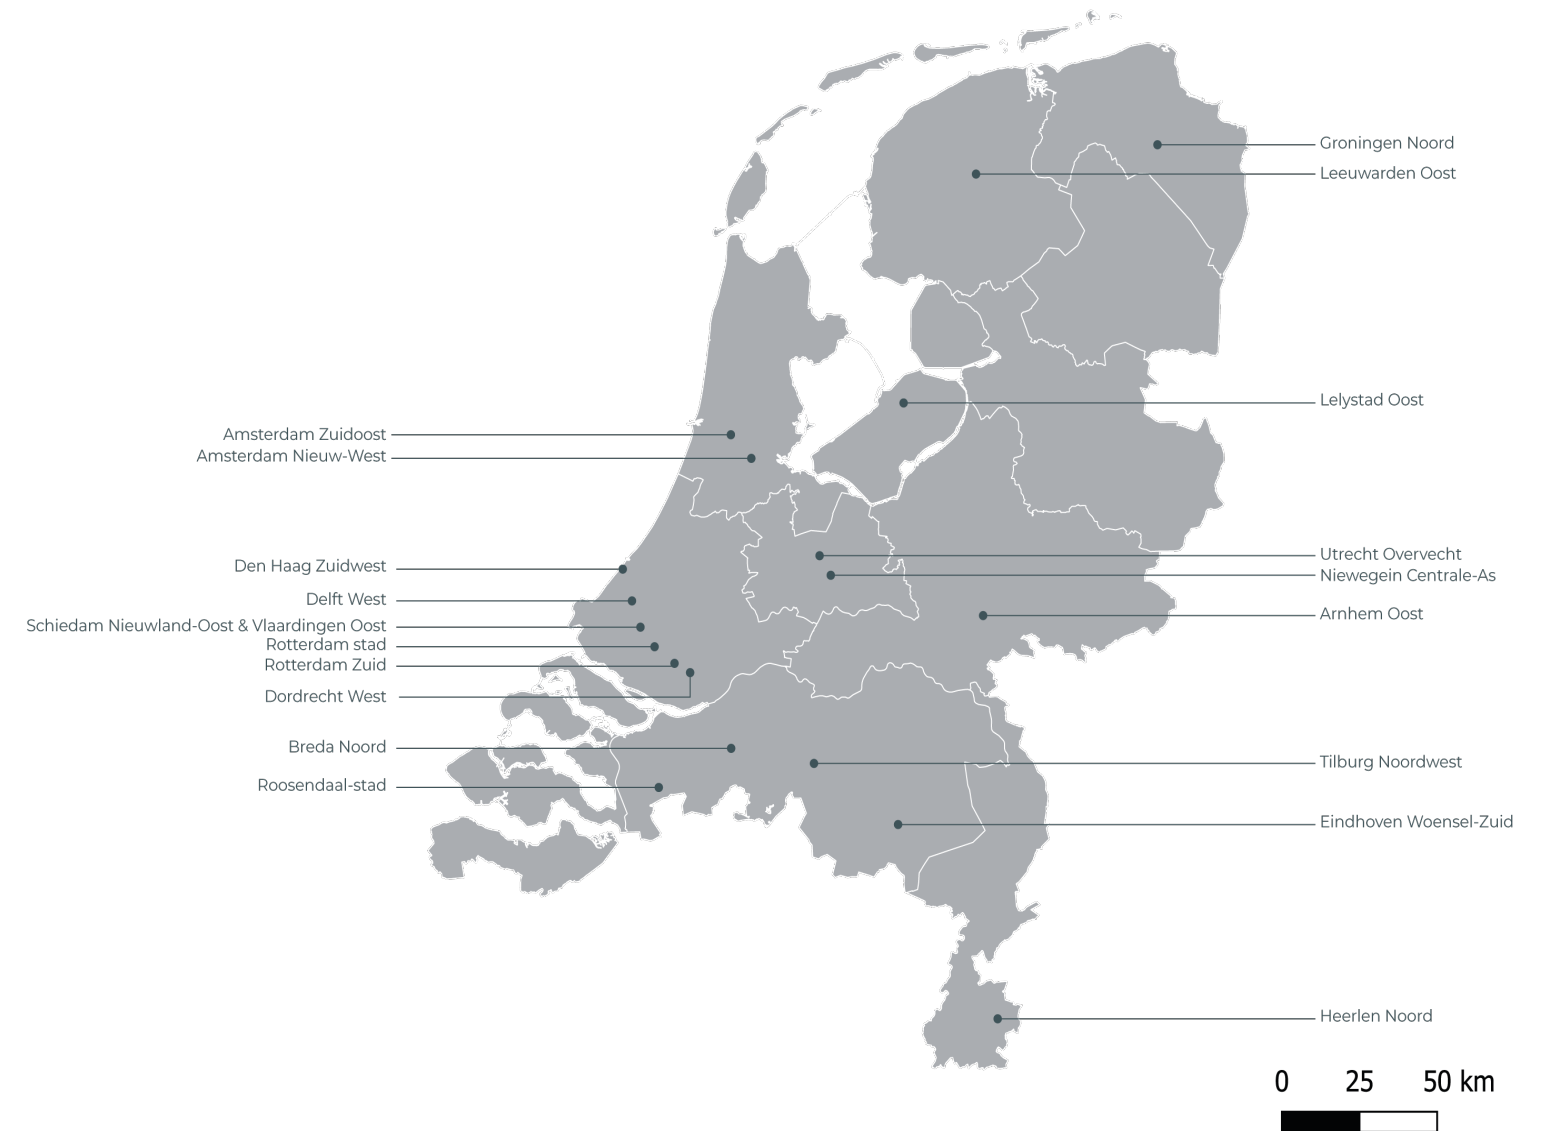 Groningen Noord
Leeuwarden Oost
Lelystad Oost
Amsterdam Zuidoost
Amsterdam Nieuw-West
Utrecht Overvecht
Niewegein Centrale-As
Den Haag Zuidwest
Delft West
Arnhem Oost
Schiedam Nieuwland-Oost & Vlaardingen Oost
Rotterdam stad
Rotterdam Zuid
Dordrecht West
Breda Noord
Tilburg Noordwest
Roosendaal-stad
Eindhoven Woensel-Zuid
Heerlen Noord
0 25 50 km